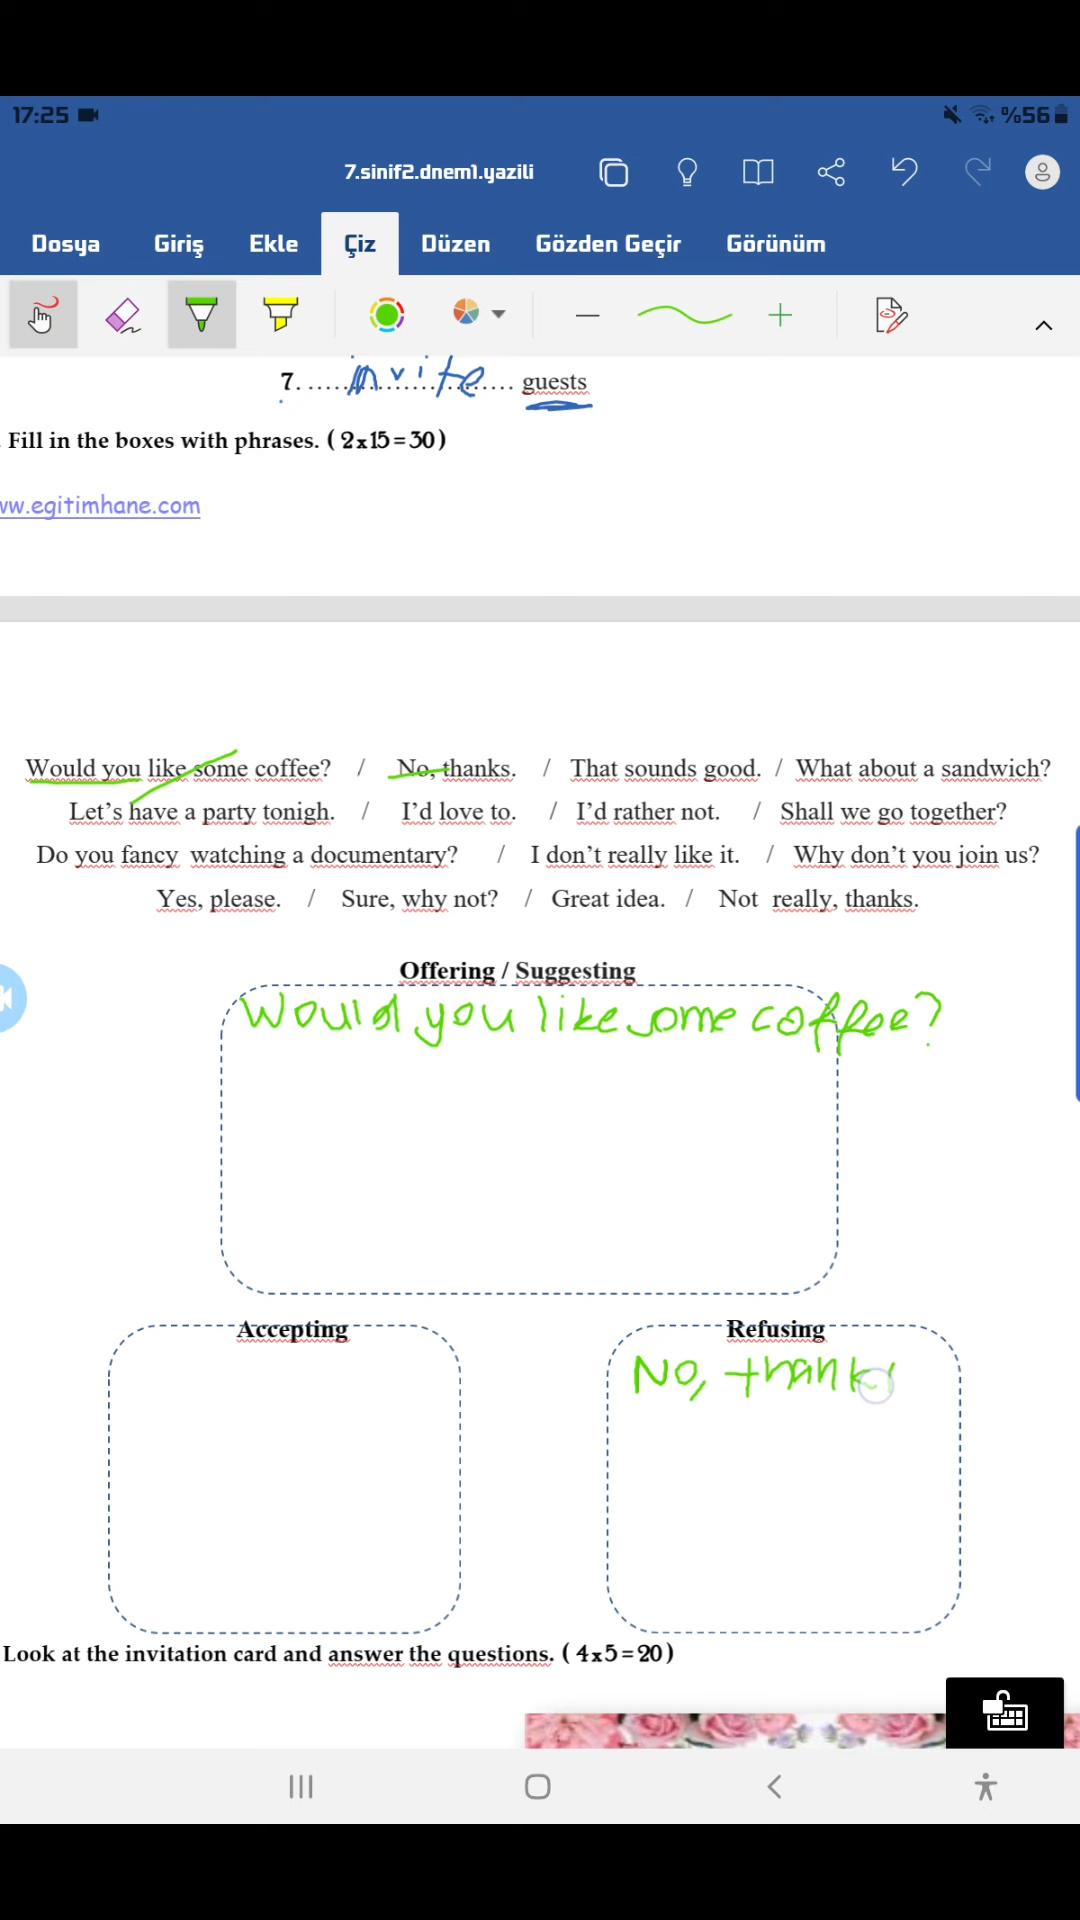 17:25 %56
7.sinif2.dnem1.yazili
Dosya Giriş Ekle Çiz Düzen Gözden Geçir Görünüm
7. .....invite..... guests
. Fill in the boxes with phrases. ( 2x15=30 )
ww.egitimhane.com
Would you like some coffee? / No, thanks. / That sounds good. / What about a sandwich?
Let's have a party tonigh. / I'd love to. / I'd rather not. / Shall we go together?
Do you fancy watching a documentary? / I don't really like it. / Why don't you join us?
Yes, please. / Sure, why not? / Great idea. / Not really, thanks.
Offering / Suggesting
Would you like some coffee?
Accepting Refusing
No, thank
Look at the invitation card and answer the questions. ( 4x5=20 )